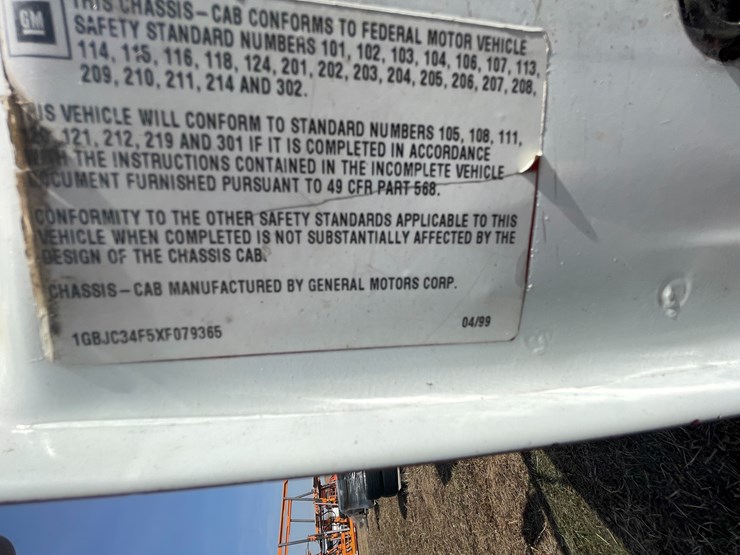 GM
THIS CHASSIS-CAB CONFORMS TO FEDERAL MOTOR VEHICLE
SAFETY STANDARD NUMBERS 101, 102, 103, 104, 106, 107, 113,
114, 115, 116, 118, 124, 201, 202, 203, 204, 205, 206, 207, 208,
209, 210, 211, 214 AND 302.
THIS VEHICLE WILL CONFORM TO STANDARD NUMBERS 105, 108, 111,
121, 212, 219 AND 301 IF IT IS COMPLETED IN ACCORDANCE
WITH THE INSTRUCTIONS CONTAINED IN THE INCOMPLETE VEHICLE
DOCUMENT FURNISHED PURSUANT TO 49 CFR PART 568.
CONFORMITY TO THE OTHER SAFETY STANDARDS APPLICABLE TO THIS
VEHICLE WHEN COMPLETED IS NOT SUBSTANTIALLY AFFECTED BY THE
DESIGN OF THE CHASSIS CAB.
CHASSIS-CAB MANUFACTURED BY GENERAL MOTORS CORP.
1GBJC34F5XF079365 04/99